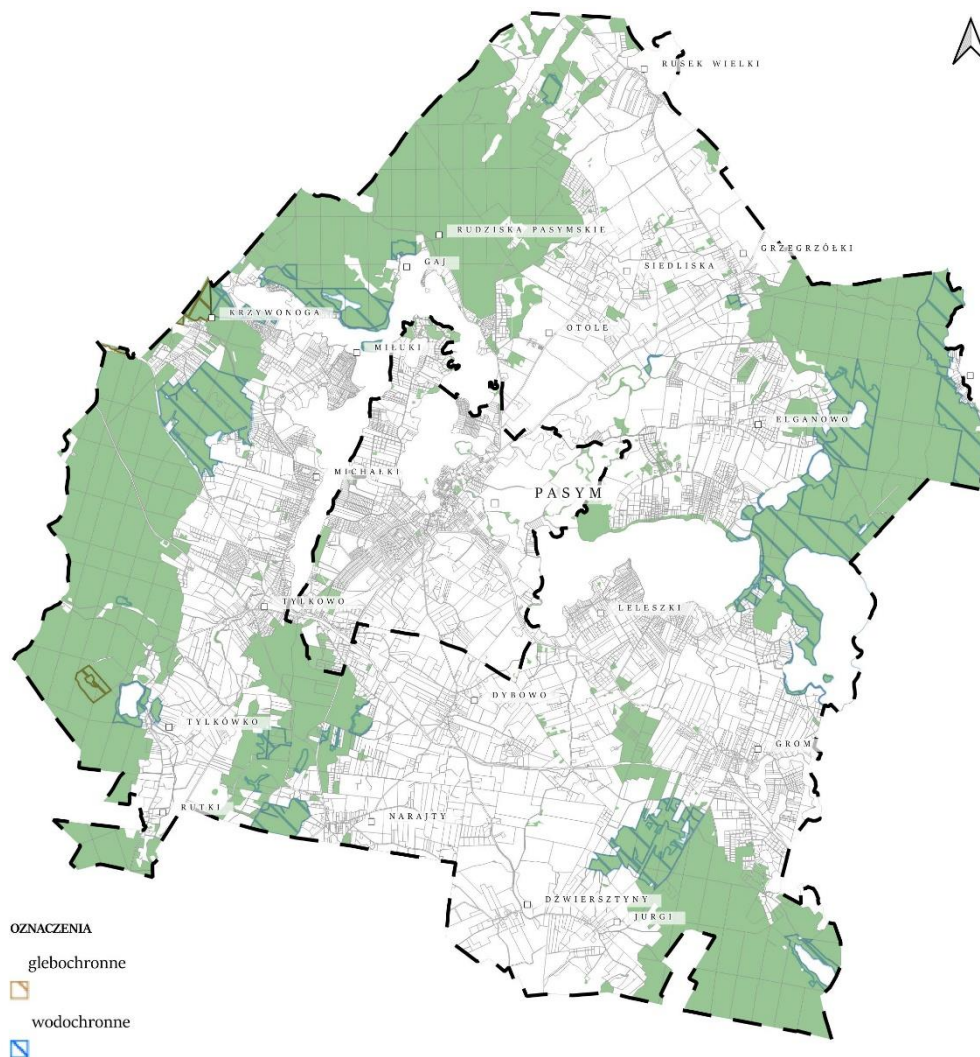 RUSEK WIELKI
RUDZISKA PASYMSKIE
GRZEGRZÓŁKI
GAJ
SIEDLISKA
KRZYWONOGA
OTOLE
MIŁUKI
ELGANOWO
MICHAŁKI
PASYM
TYLKOWO
LELESZKI
DYBOWO
TYLKÓWKO
GROM
RUTKI
NARAJTY
DŹWIERSZTYNY
JURGI
OZNACZENIA
glebochronne
wodochronne